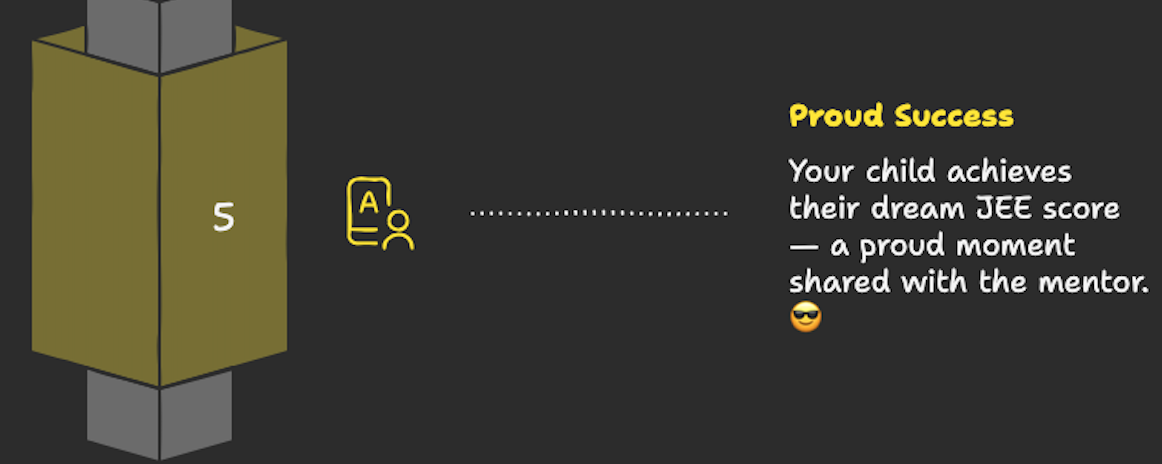 Proud Success
Your child achieves
their dream JEE score
— a proud moment
shared with the mentor.
😎
5
A